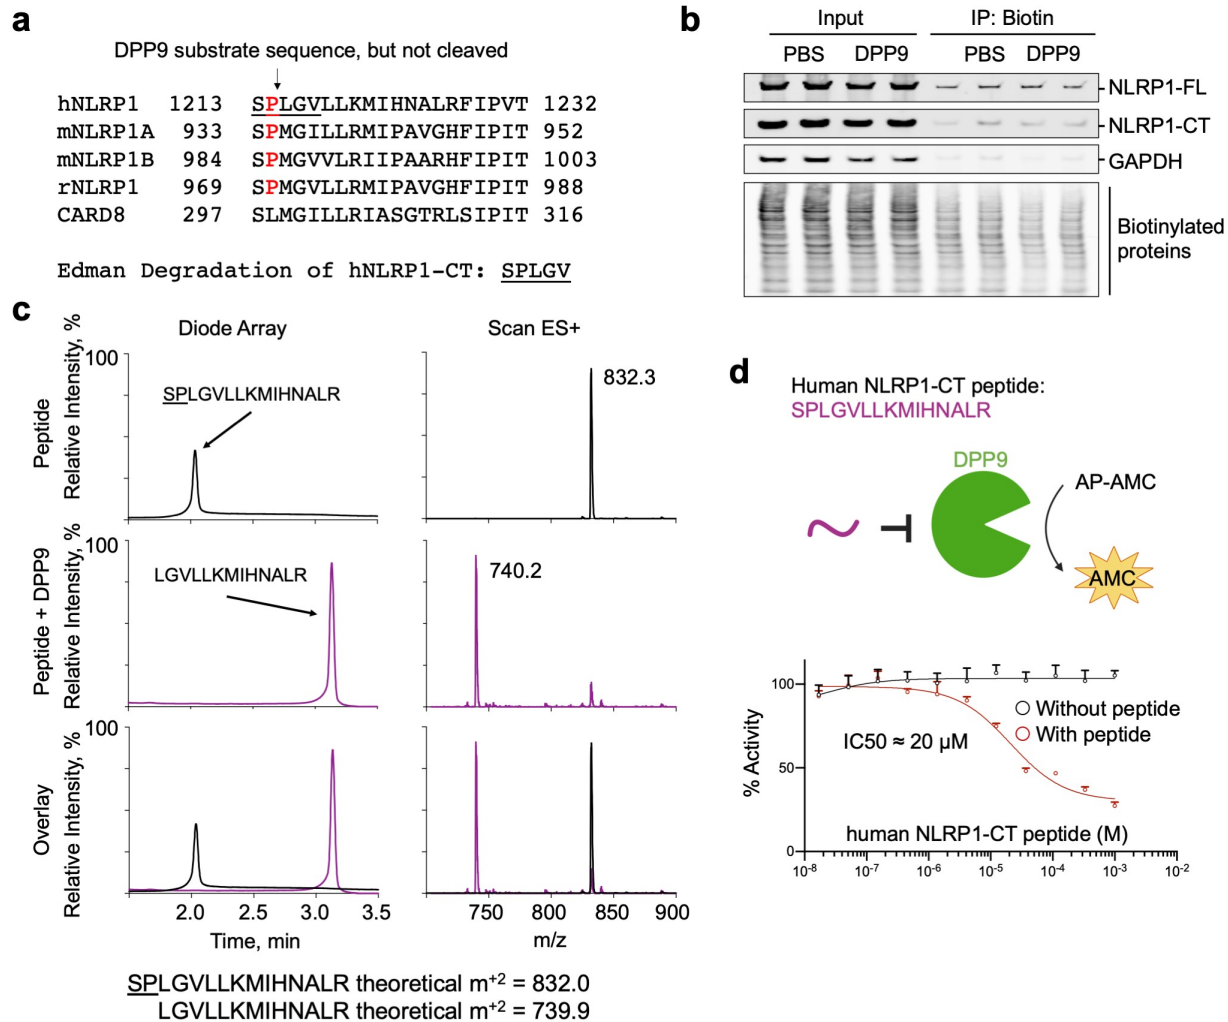 a
DPP9 substrate sequence, but not cleaved
hNLRP1 1213 SPLGVLLKMIHNALRFIPVT 1232
mNLRP1A 933 SPMGILLRMIPAVGHFIPIT 952
mNLRP1B 984 SPMGVVLRIIPAARHFIPIT 1003
rNLRP1 969 SPMGVLLRMIPAVGHFIPIT 988
CARD8 297 SLMGILLRIASGTRLSIPIT 316
Edman Degradation of hNLRP1-CT: SPLGV
b
Input IP: Biotin
PBS DPP9 PBS DPP9
NLRP1-FL
NLRP1-CT
GAPDH
Biotinylated
proteins
c
Diode Array Scan ES+
Peptide
Relative Intensity, %
100
SPLGVLLKMIHNALR
832.3
Peptide + DPP9
Relative Intensity, %
100
LGVLLKMIHNALR
740.2
Overlay
Relative Intensity, %
100
2.0 2.5 3.0 3.5
Time, min
750 800 850 900
m/z
SPLGVLLKMIHNALR theoretical m+2 = 832.0
LGVLLKMIHNALR theoretical m+2 = 739.9
d
Human NLRP1-CT peptide:
SPLGVLLKMIHNALR
DPP9
AP-AMC
AMC
% Activity
100
50
0
Without peptide
With peptide
IC50 ≈ 20 µM
human NLRP1-CT peptide (M)
10-8 10-7 10-6 10-5 10-4 10-3 10-2